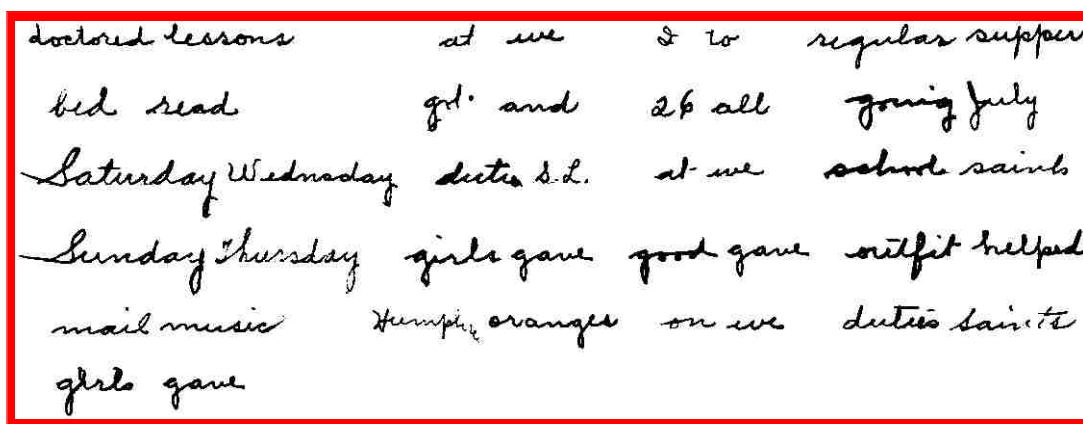 doctored lessons at we I to regular supper
bed read grl. and 26 all going July
Saturday Wednesday duties S.L. at we school saints
Sunday Thursday girls gave good gave outfit helped
mail music oranges on we duties saints
girls gave